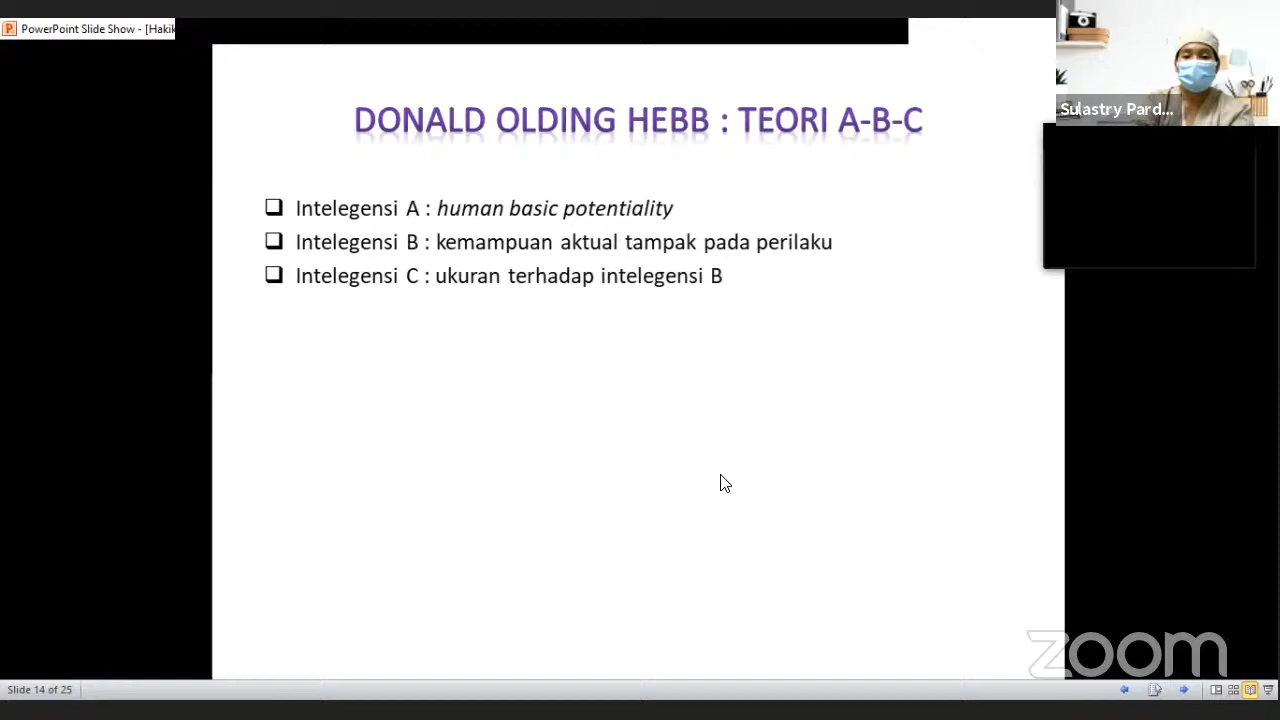 PowerPoint Slide Show - [Hakik
Sulastry Pard...
DONALD OLDING HEBB : TEORI A-B-C
❑ Intelegensi A : human basic potentiality
❑ Intelegensi B : kemampuan aktual tampak pada perilaku
❑ Intelegensi C : ukuran terhadap intelegensi B
zoom
Slide 14 of 25